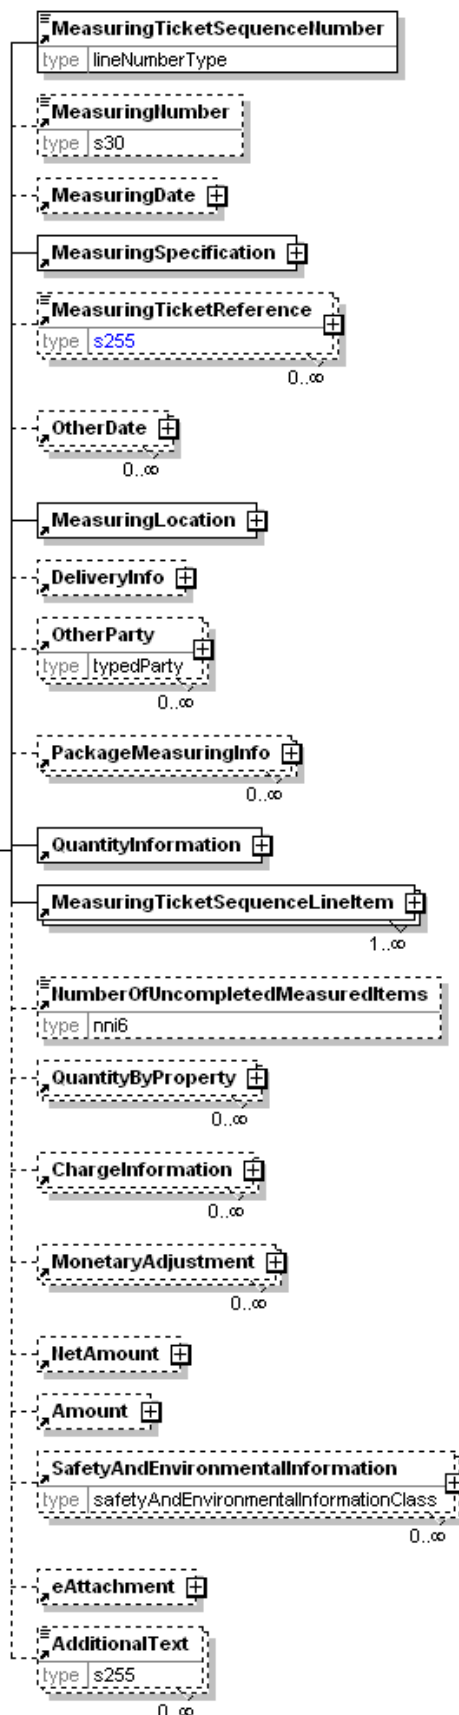 MeasuringTicketSequenceNumber
type lineNumberType
MeasuringNumber
type s30
MeasuringDate
MeasuringSpecification
MeasuringTicketReference
type s255
0..∞
OtherDate
0..∞
MeasuringLocation
DeliveryInfo
OtherParty
type typedParty
0..∞
PackageMeasuringInfo
0..∞
QuantityInformation
MeasuringTicketSequenceLineItem
1..∞
NumberOfUncompletedMeasuredItems
type nni6
QuantityByProperty
0..∞
ChargeInformation
0..∞
MonetaryAdjustment
0..∞
NetAmount
Amount
SafetyAndEnvironmentalInformation
type safetyAndEnvironmentalInformationClass
0..∞
eAttachment
AdditionalText
type s255
0..∞